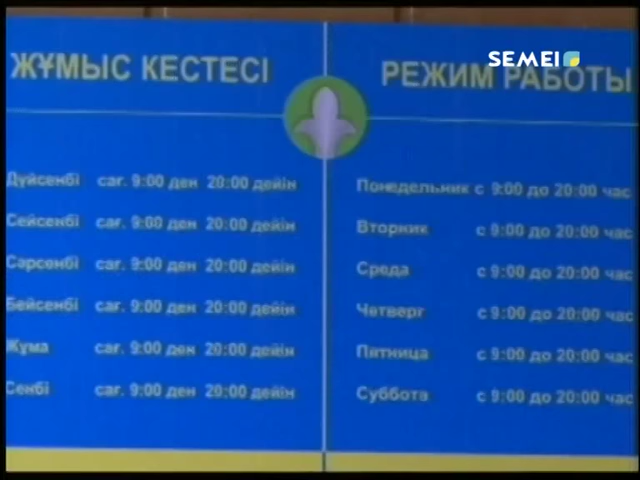 SEMEI
ЖҰМЫС КЕСТЕСІ
Дүйсенбі сағ. 9:00 ден 20:00 дейін
Сейсенбі сағ. 9:00 ден 20:00 дейін
Сәрсенбі сағ. 9:00 ден 20:00 дейін
Бейсенбі сағ. 9:00 ден 20:00 дейін
Жұма сағ. 9:00 ден 20:00 дейін
Сенбі сағ. 9:00 ден 20:00 дейін
РЕЖИМ РАБОТЫ
Понедельник с 9:00 до 20:00 час
Вторник с 9:00 до 20:00 час
Среда с 9:00 до 20:00 час
Четверг с 9:00 до 20:00 час
Пятница с 9:00 до 20:00 час
Суббота с 9:00 до 20:00 час